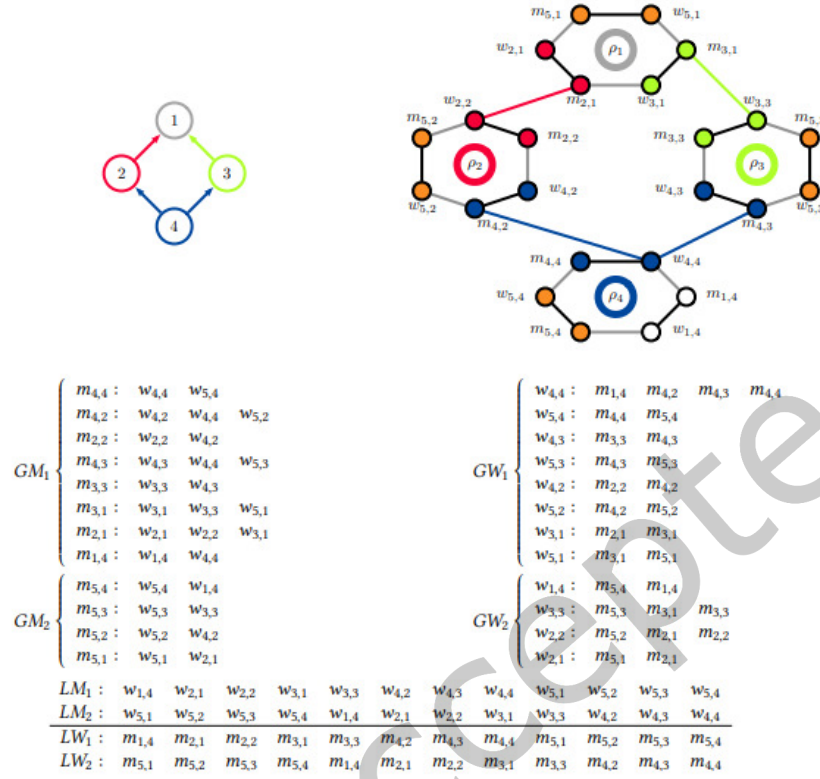 m5,1 w5,1
w2,1 ρ1 m3,1
w2,2 m2,1 w3,1 w3,3
1
m5,2 m2,2 m3,3
2 3 ρ2 ρ3
w4,2 w4,3
4 w5,2 m4,2 m4,3 w5,3
m4,4 w4,4
w5,4 ρ4 m1,4
m5,4 w1,4
GM1
m4,4 : w4,4 w5,4
m4,2 : w4,2 w4,4 w5,2
m2,2 : w2,2 w4,2
m4,3 : w4,3 w4,4 w5,3
m3,3 : w3,3 w4,3
m3,1 : w3,1 w3,3 w5,1
m2,1 : w2,1 w2,2 w3,1
m1,4 : w1,4 w4,4
GM2
m5,4 : w5,4 w1,4
m5,3 : w5,3 w3,3
m5,2 : w5,2 w4,2
m5,1 : w5,1 w2,1
GW1
w4,4 : m1,4 m4,2 m4,3 m4,4
w5,4 : m4,4 m5,4
w4,3 : m3,3 m4,3
w5,3 : m4,3 m5,3
w4,2 : m2,2 m4,2
w5,2 : m4,2 m5,2
w3,1 : m2,1 m3,1
w5,1 : m3,1 m5,1
GW2
w1,4 : m5,4 m1,4
w3,3 : m5,3 m3,1 m3,3
w2,2 : m5,2 m2,1 m2,2
w2,1 : m5,1 m2,1
LM1 : w1,4 w2,1 w2,2 w3,1 w3,3 w4,2 w4,3 w4,4 w5,1 w5,2 w5,3 w5,4
LM2 : w5,1 w5,2 w5,3 w5,4 w1,4 w2,1 w2,2 w3,1 w3,3 w4,2 w4,3 w4,4
LW1 : m1,4 m2,1 m2,2 m3,1 m3,3 m4,2 m4,3 m4,4 m5,1 m5,2 m5,3 m5,4
LW2 : m5,1 m5,2 m5,3 m5,4 m1,4 m2,1 m2,2 m3,1 m3,3 m4,2 m4,3 m4,4
ccepte